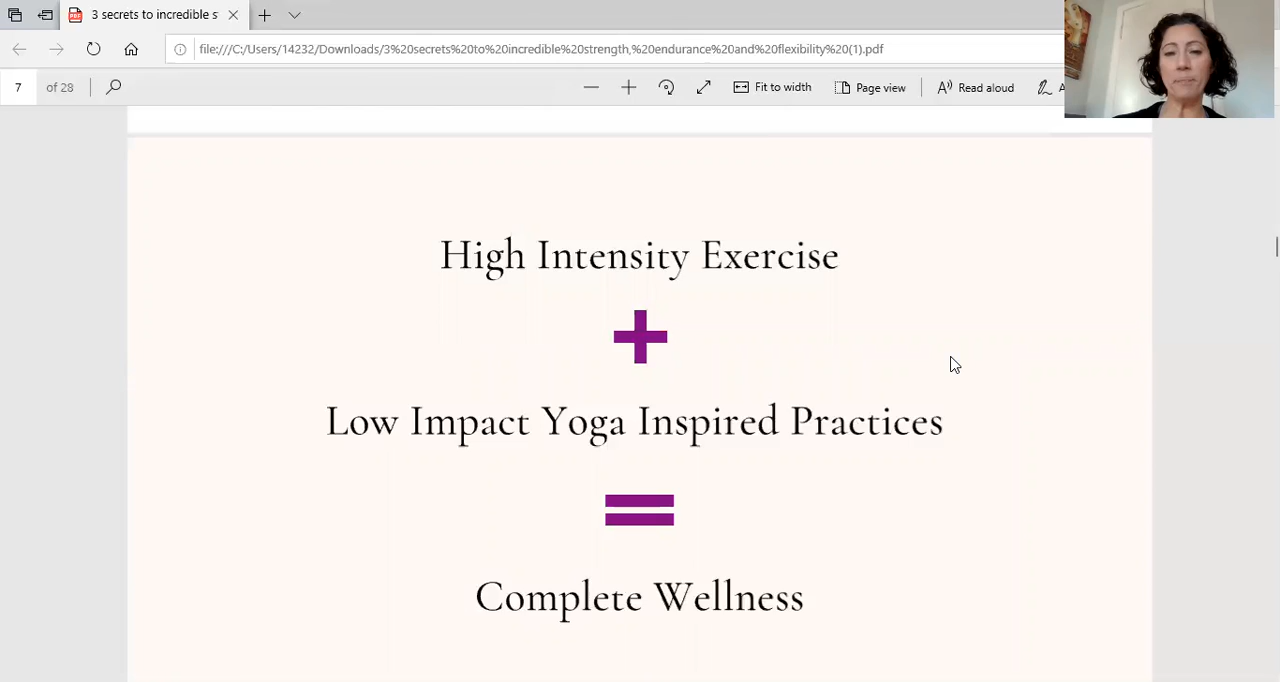 3 secrets to incredible s
file:///C:/Users/14232/Downloads/3%20secrets%20to%20incredible%20strength,%20endurance%20and%20flexibility%20(1).pdf
7 of 28
Fit to width
Page view
Read aloud
High Intensity Exercise
+
Low Impact Yoga Inspired Practices
=
Complete Wellness